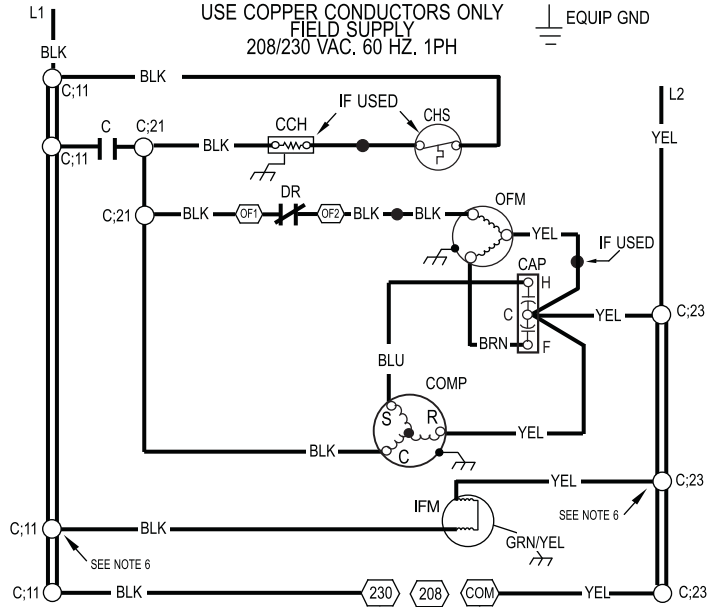 USE COPPER CONDUCTORS ONLY
FIELD SUPPLY
208/230 VAC. 60 HZ. 1PH
EQUIP GND
L1
BLK
BLK
C;11
IF USED
L2
C
C;21
CCH
CHS
C;11
BLK
YEL
DR
OFM
C;21
BLK
OF1
OF2
BLK
BLK
YEL
IF USED
CAP
H
C
YEL
C;23
BRN
F
BLU
COMP
S
R
YEL
C
BLK
YEL
C;23
IFM
SEE NOTE 6
C;11
BLK
GRN/YEL
SEE NOTE 6
C;11
BLK
230
208
COM
YEL
C;23